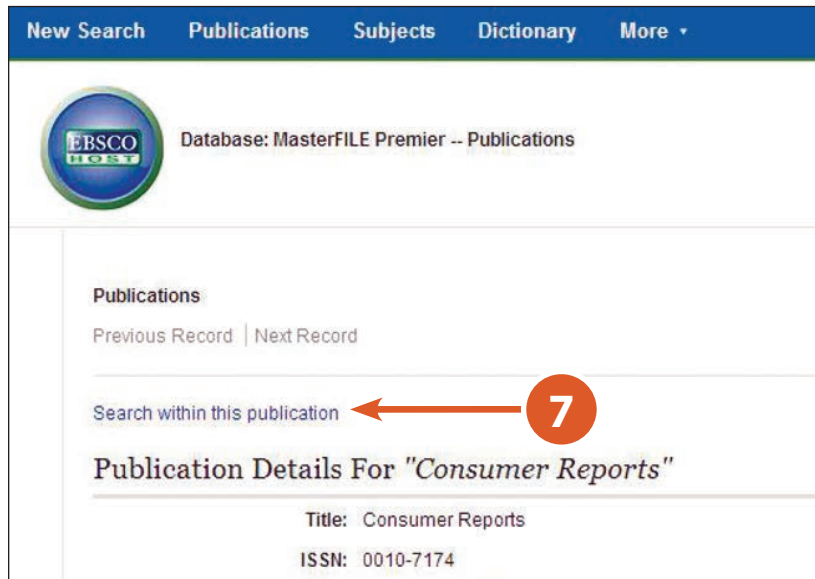 New Search Publications Subjects Dictionary More
EBSCO
HOST
Database: MasterFILE Premier -- Publications
Publications
Previous Record | Next Record
Search within this publication
7
Publication Details For "Consumer Reports"
Title: Consumer Reports
ISSN: 0010-7174